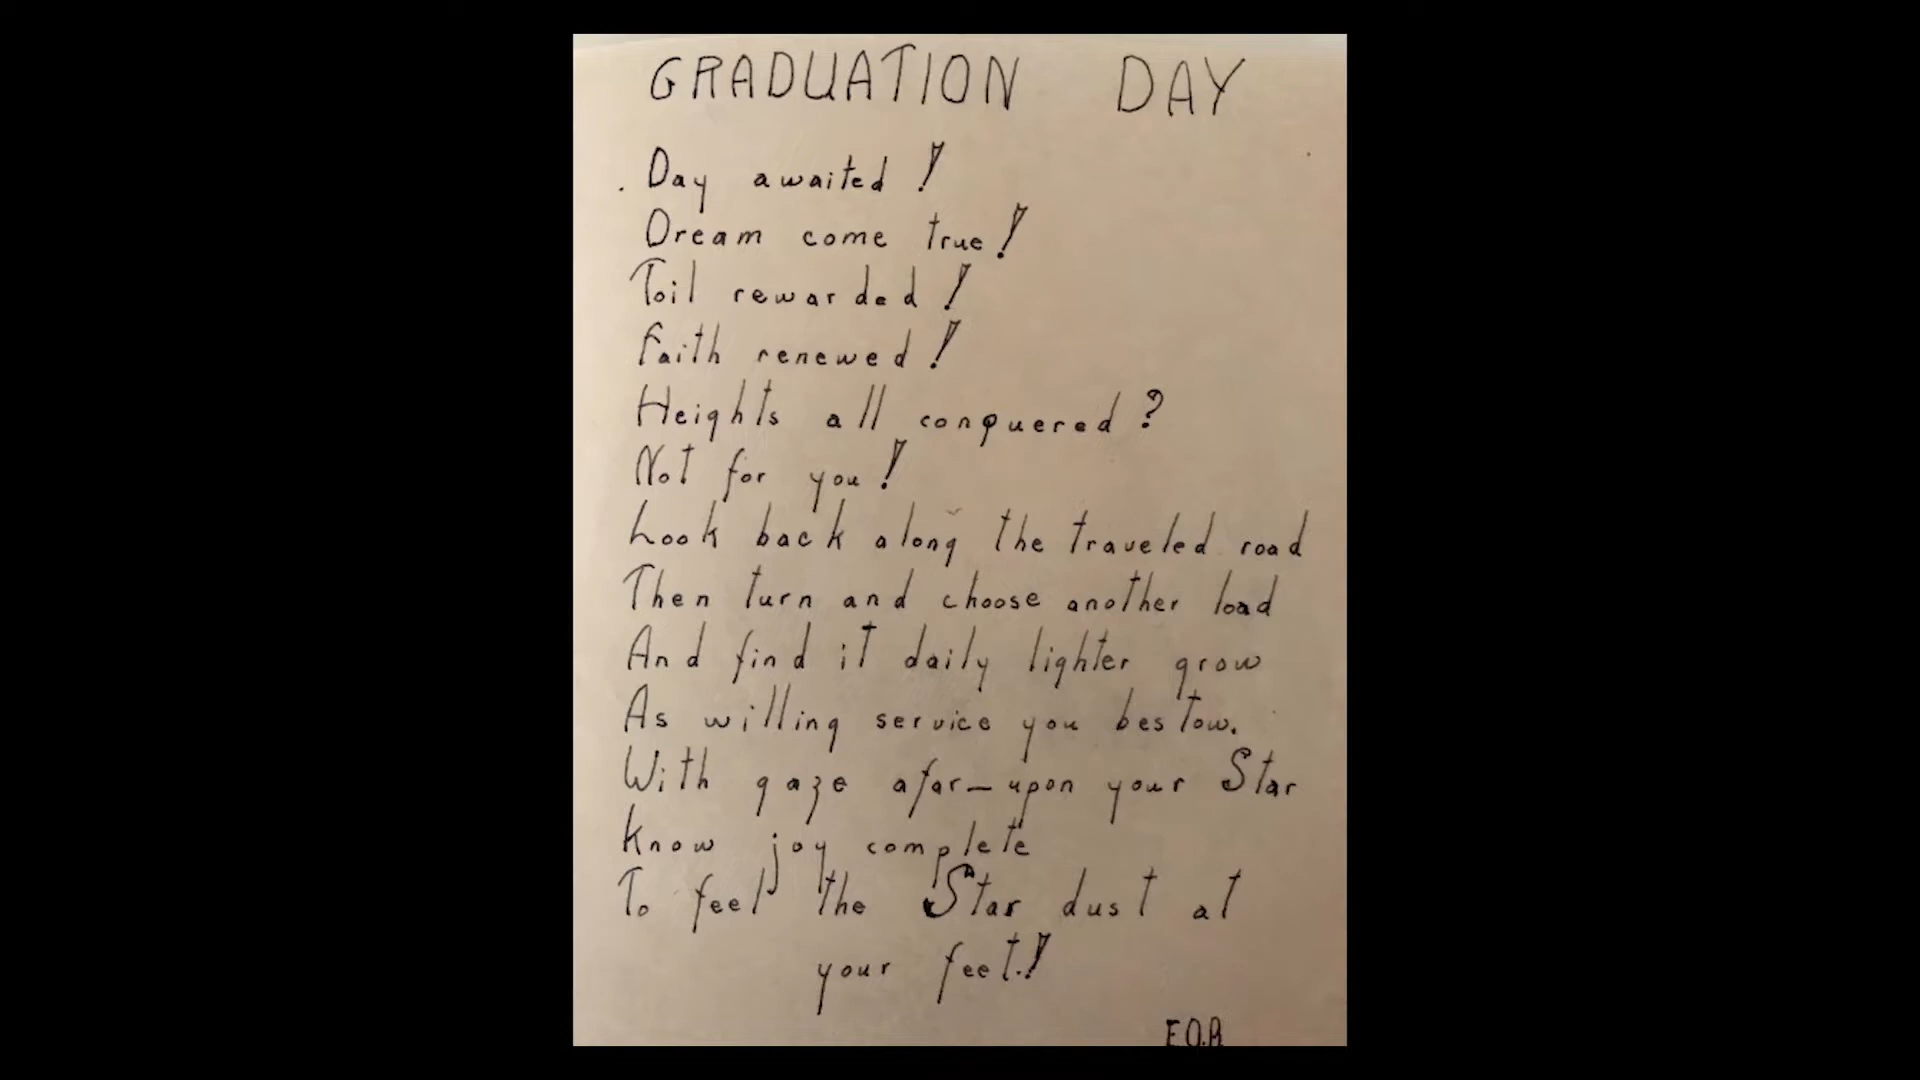 GRADUATION DAY
Day awaited!
Dream come true!
Toil rewarded!
Faith renewed!
Heights all conquered?
Not for you!
Look back along the traveled road
Then turn and choose another load
And find it daily lighter grow
As willing service you bestow.
With gaze afar—upon your Star
Know joy complete
To feel the Star dust at
your feet.!